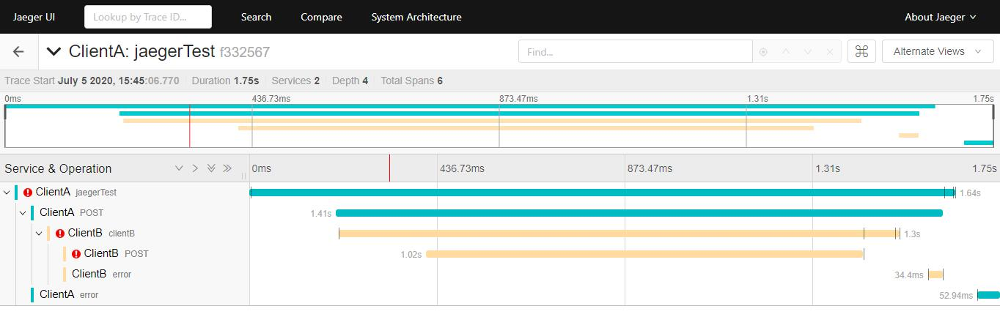 Jaeger UI Lookup by Trace ID... Search Compare System Architecture About Jaeger
ClientA: jaegerTest f332567 Find... Alternate Views
Trace Start July 5 2020, 15:45:06.770 Duration 1.75s Services 2 Depth 4 Total Spans 6
0ms 436.73ms 873.47ms 1.31s 1.75s
Service & Operation 0ms 436.73ms 873.47ms 1.31s 1.75s
ClientA jaegerTest 1.64s
ClientA POST 1.41s
ClientB clientB 1.3s
ClientB POST 1.02s
ClientB error 34.4ms
ClientA error 52.94ms